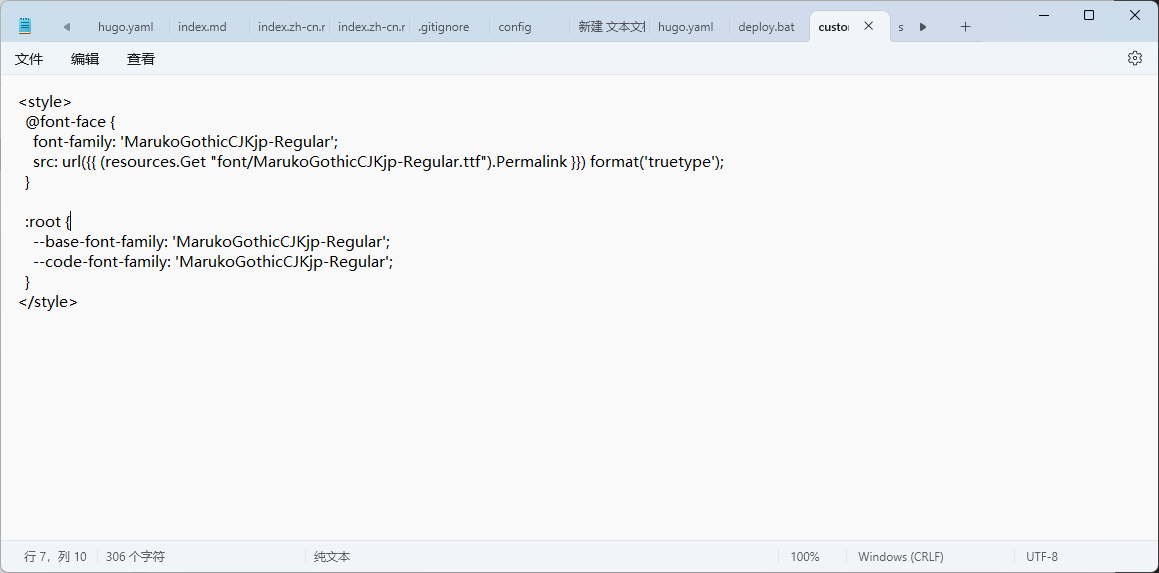 hugo.yaml index.md index.zh-cn.r index.zh-cn.r .gitignore config 新建 文本文 hugo.yaml deploy.bat custo s
文件 编辑 查看
<style>
@font-face {
font-family: 'MarukoGothicCJKjp-Regular';
src: url({{ (resources.Get "font/MarukoGothicCJKjp-Regular.ttf").Permalink }}) format('truetype');
}
:root {
--base-font-family: 'MarukoGothicCJKjp-Regular';
--code-font-family: 'MarukoGothicCJKjp-Regular';
}
</style>
行 7，列 10 306 个字符 纯文本 100% Windows (CRLF) UTF-8